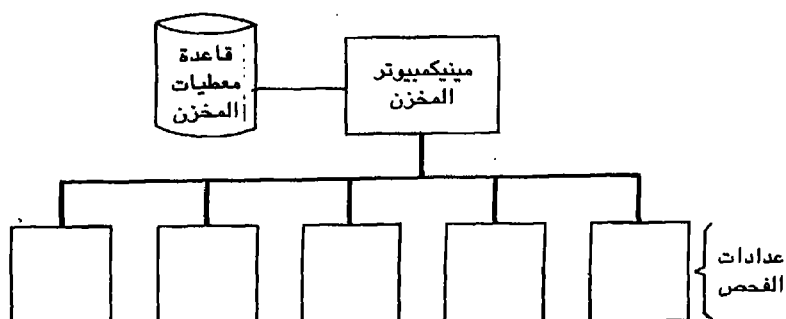 قاعدة
معطيات
المخزن
مينيكمبيوتر
المخزن
عدادات
الفحص